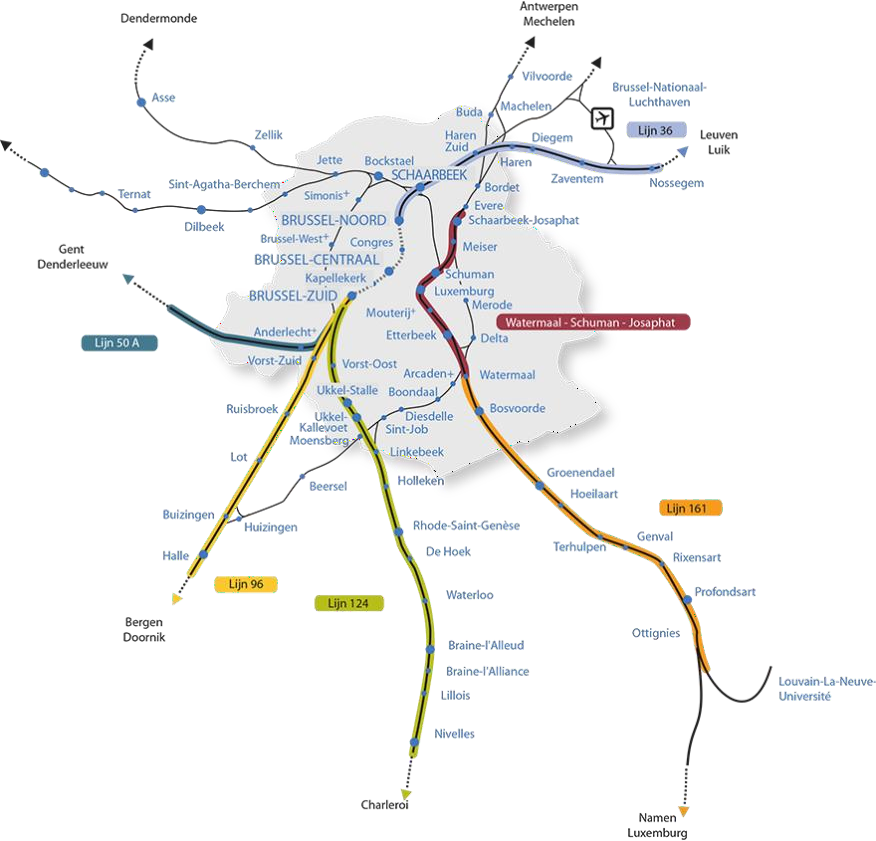 Antwerpen
Mechelen
Dendermonde
Vilvoorde
Brussel-Nationaal-
Luchthaven
Asse
Machelen
Buda
Lijn 36
Leuven
Luik
Zellik
Haren
Zuid
Diegem
Haren
Jette
Bockstael
SCHAARBEEK
Zaventem
Nossegem
Sint-Agatha-Berchem
Simonis+
Bordet
Ternat
Evere
Dilbeek
BRUSSEL-NOORD
Schaarbeek-Josaphat
Brussel-West+
Congres
Meiser
Gent
Denderleeuw
BRUSSEL-CENTRAAL
Kapellekerk
Schuman
BRUSSEL-ZUID
Luxemburg
Merode
Mouterij+
Watermaal - Schuman - Josaphat
Anderlecht+
Etterbeek
Delta
Lijn 50 A
Vorst-Zuid
Vorst-Oost
Arcaden+
Watermaal
Ukkel-Stalle
Boondaal
Ruisbroek
Ukkel-
Kallevoet
Diesdelle
Bosvoorde
Moensberg
Sint-Job
Linkebeek
Lot
Groenendael
Holleken
Beersel
Hoeilaart
Lijn 161
Buizingen
Huizingen
Rhode-Saint-Genèse
Genval
Terhulpen
De Hoek
Rixensart
Halle
Lijn 96
Profondsart
Waterloo
Lijn 124
Bergen
Doornik
Ottignies
Braine-l'Alleud
Braine-l'Alliance
Louvain-La-Neuve-
Université
Lillois
Nivelles
Charleroi
Namen
Luxemburg